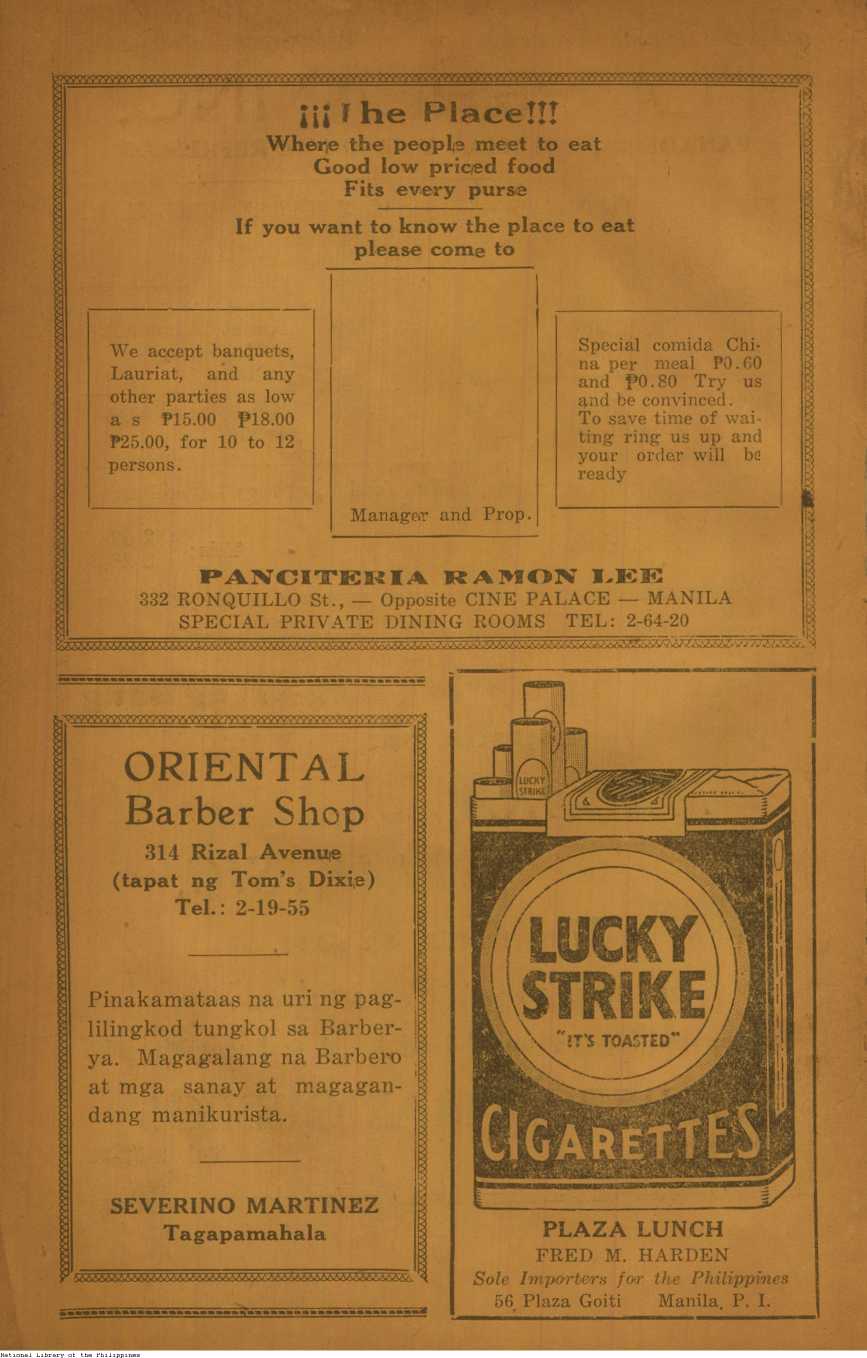 ¡¡¡The Place!!!
Where the people meet to eat
Good low priced food
Fits every purse
If you want to know the place to eat
please come to
We accept banquets,
Lauriat, and any
other parties as low
a s ₱15.00 ₱18.00
₱25.00, for 10 to 12
persons.
Manager and Prop.
Special comida Chi-
na per meal ₱0.60
and ₱0.80 Try us
and be convinced.
To save time of wai-
ting ring us up and
your order will be
ready
PANCITERIA RAMON LEE
332 RONQUILLO St., — Opposite CINE PALACE — MANILA
SPECIAL PRIVATE DINING ROOMS TEL: 2-64-20
ORIENTAL
Barber Shop
314 Rizal Avenue
(tapat ng Tom's Dixie)
Tel.: 2-19-55
Pinakamataas na uri ng pag-
lilingkod tungkol sa Barber-
ya. Magagalang na Barbero
at mga sanay at magagan-
dang manikurista.
SEVERINO MARTINEZ
Tagapamahala
LUCKY
STRIKE
LUCKY
STRIKE
"IT'S TOASTED"
CIGARETTES
PLAZA LUNCH
FRED M. HARDEN
Sole Importers for the Philippines
56, Plaza Goiti Manila, P. I.
National Library of the Philippines